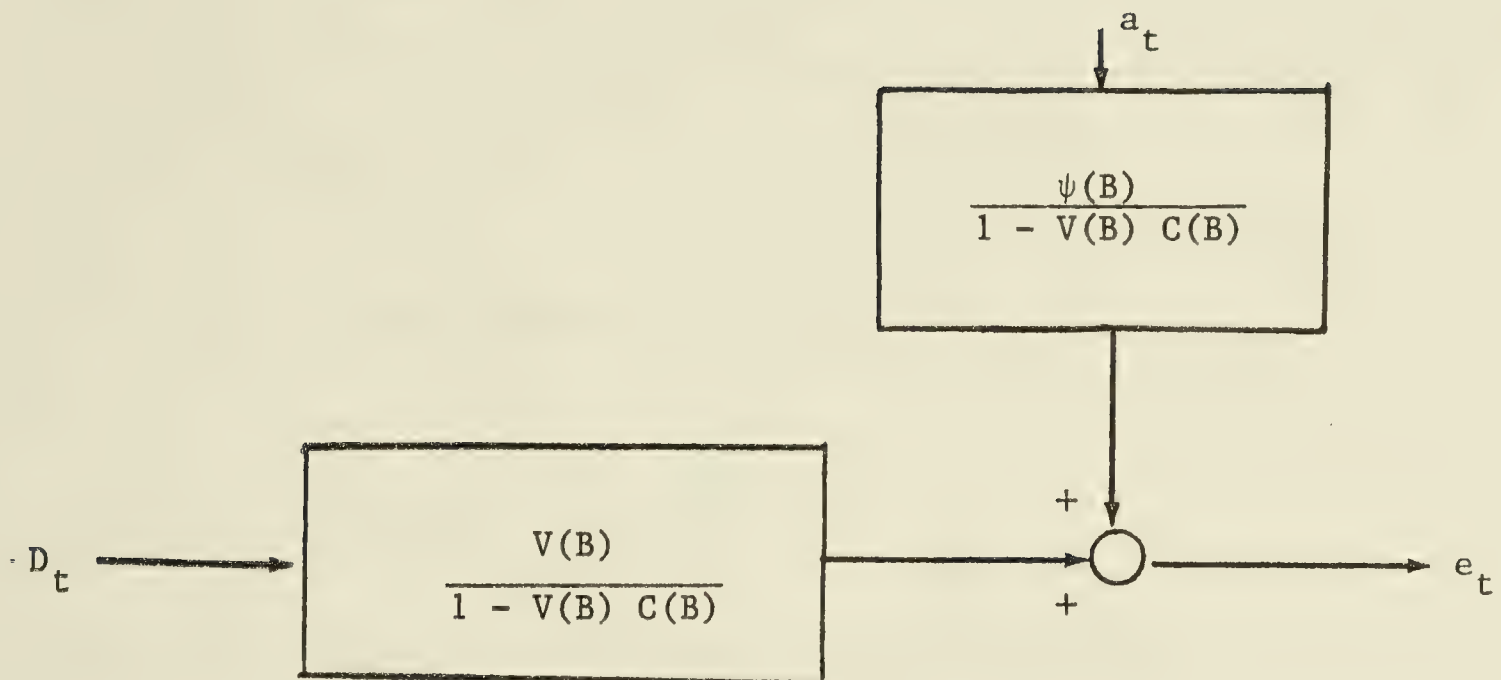 a_t
ψ(B)
1 - V(B) C(B)
+
D_t
V(B)
1 - V(B) C(B)
+
e_t